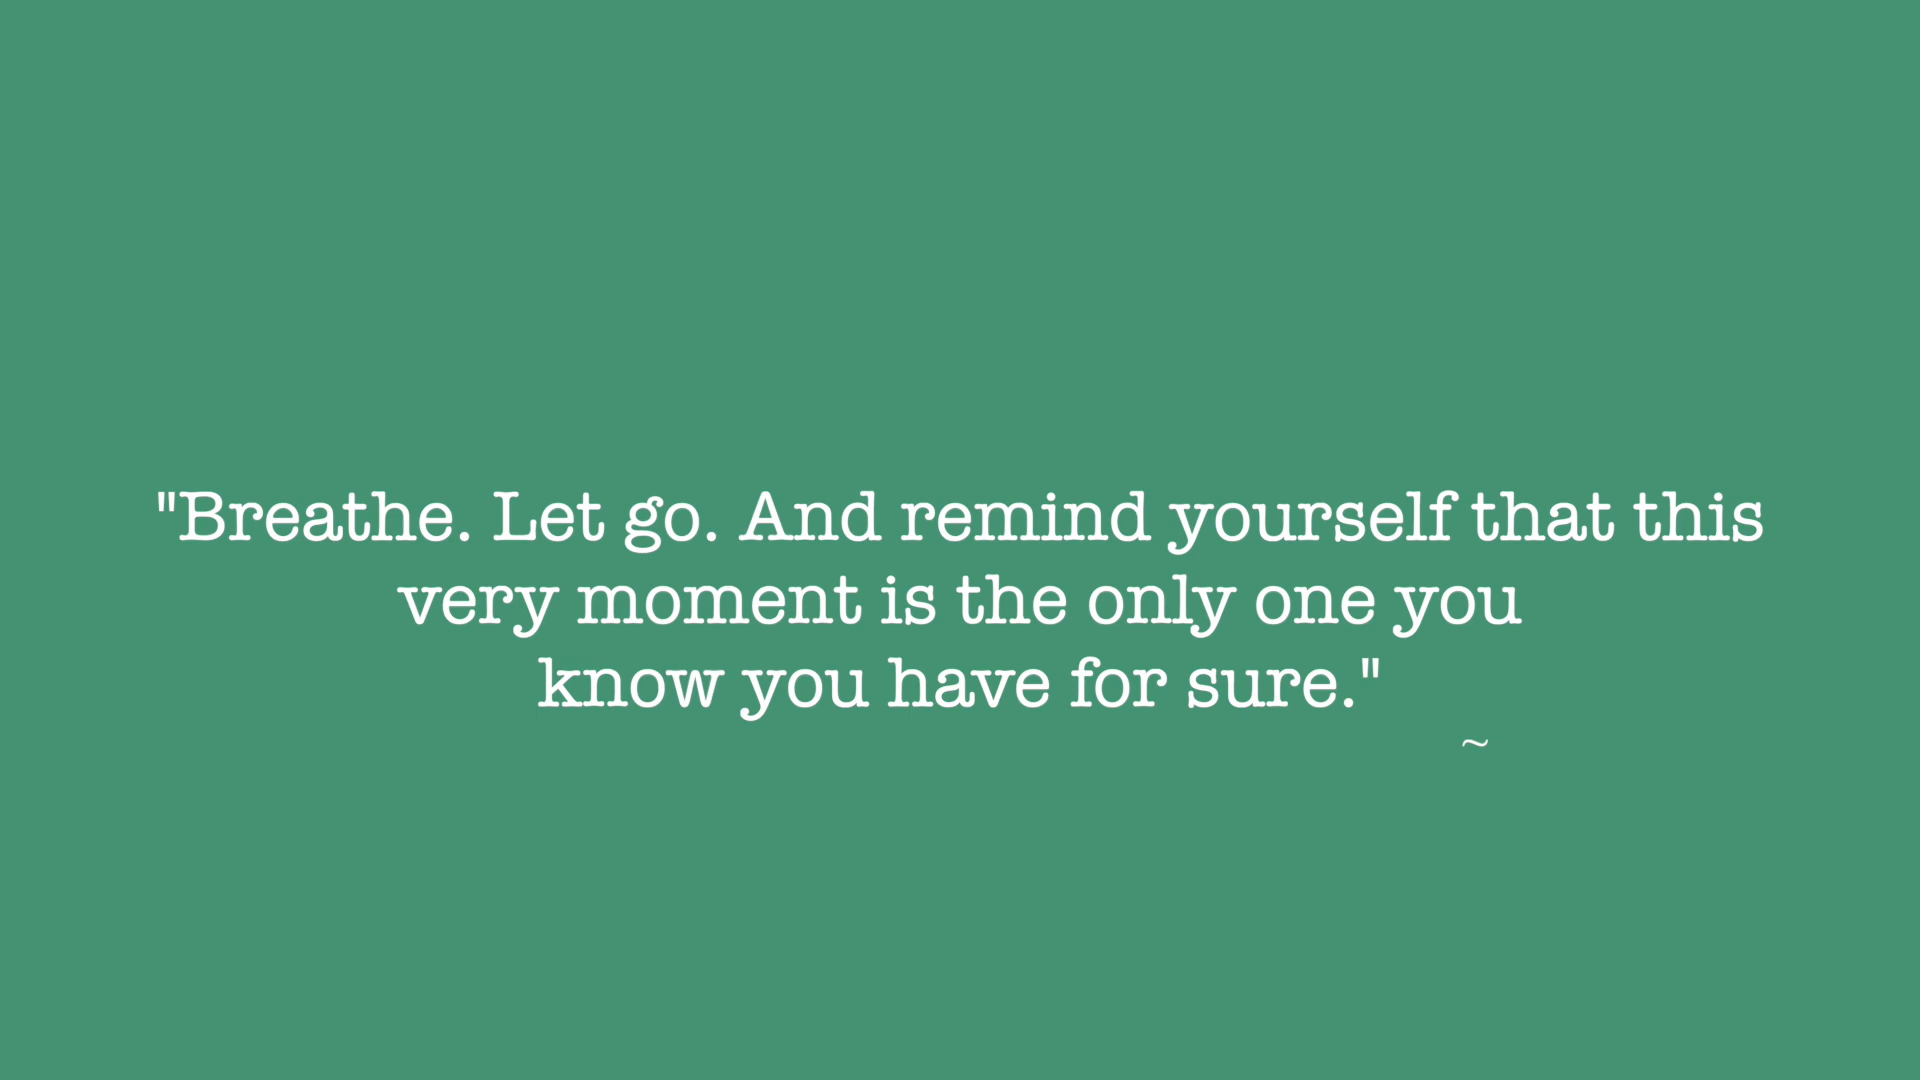 "Breathe. Let go. And remind yourself that this
very moment is the only one you
know you have for sure."
~